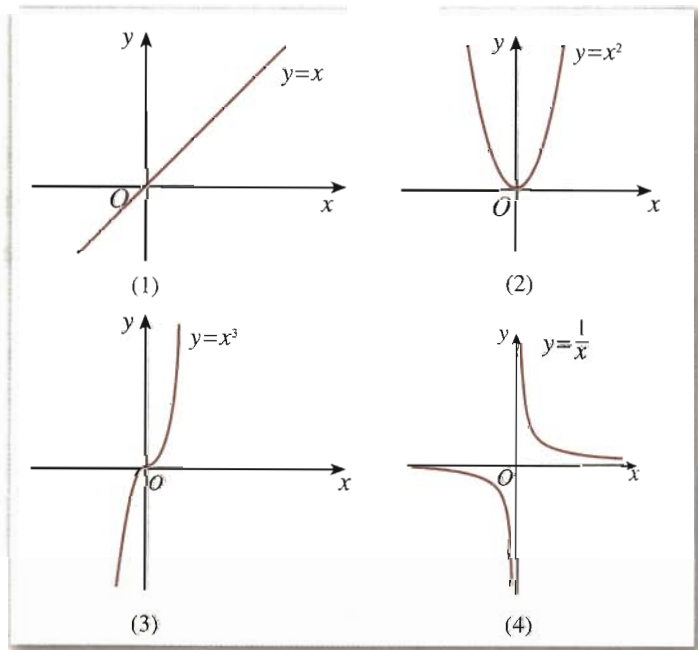 y
y=x
O
x
(1)
y
y=x²
O
x
(2)
y
y=x³
O
x
(3)
y
y=1/x
O
x
(4)